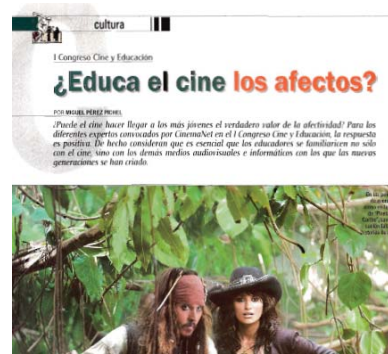 cultura
I Congreso Cine y Educación
¿Educa el cine los afectos?
POR MIGUEL PÉREZ PICHEL
¿Puede el cine hacer llegar a los más jóvenes el verdadero valor de la afectividad? Para los
diferentes expertos convocados por CinemaNet en el I Congreso Cine y Educación, la respuesta
es positiva. De hecho consideran que es esencial que los educadores se familiaricen no sólo
con el cine, sino con los demás medios audiovisuales e informáticos con los que las nuevas
generaciones se han criado.